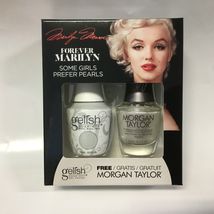 Marilyn Monroe
FOREVER
MARILYN
SOME GIRLS
PREFER PEARLS
gelish
MORGAN
TAYLOR
gelish
FREE / GRATIS / GRATUIT
MORGAN TAYLOR